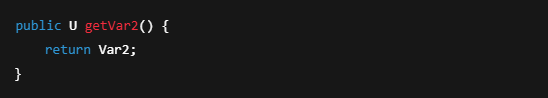 public U getVar2() {
    return Var2;
}